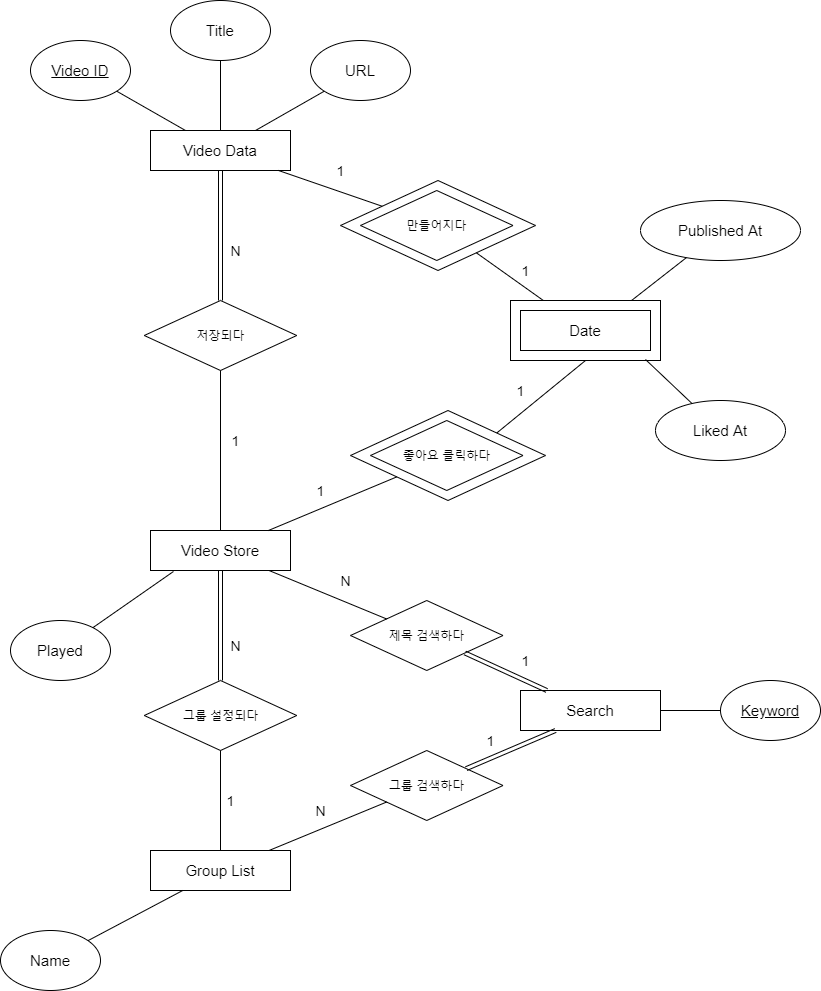 Title
Video ID
URL
Video Data
1
만들어지다
Published At
N
1
저장되다
Date
1
Liked At
1
좋아요 클릭하다
1
Video Store
N
제목 검색하다
Played
N
1
그룹 설정되다
Search
Keyword
1
그룹 검색하다
1
N
Group List
Name